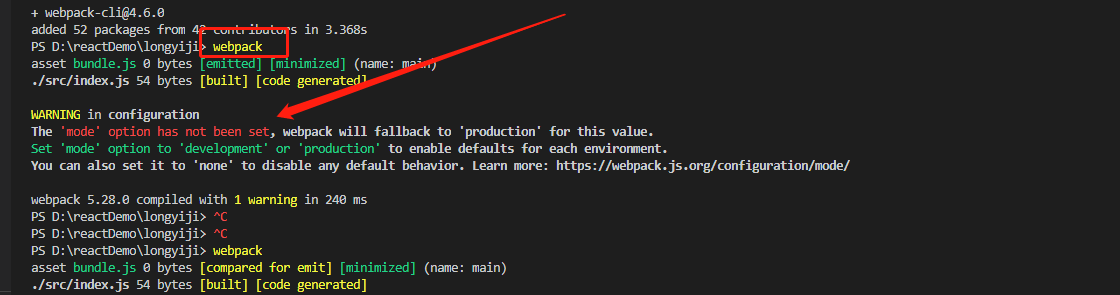 + webpack-cli@4.6.0
added 52 packages from 42 contributors in 3.368s
PS D:\reactDemo\longyiji> webpack
asset bundle.js 0 bytes [emitted] [minimized] (name: main)
./src/index.js 54 bytes [built] [code generated]
WARNING in configuration
The 'mode' option has not been set, webpack will fallback to 'production' for this value.
Set 'mode' option to 'development' or 'production' to enable defaults for each environment.
You can also set it to 'none' to disable any default behavior. Learn more: https://webpack.js.org/configuration/mode/
webpack 5.28.0 compiled with 1 warning in 240 ms
PS D:\reactDemo\longyiji> ^C
PS D:\reactDemo\longyiji> ^C
PS D:\reactDemo\longyiji> webpack
asset bundle.js 0 bytes [compared for emit] [minimized] (name: main)
./src/index.js 54 bytes [built] [code generated]